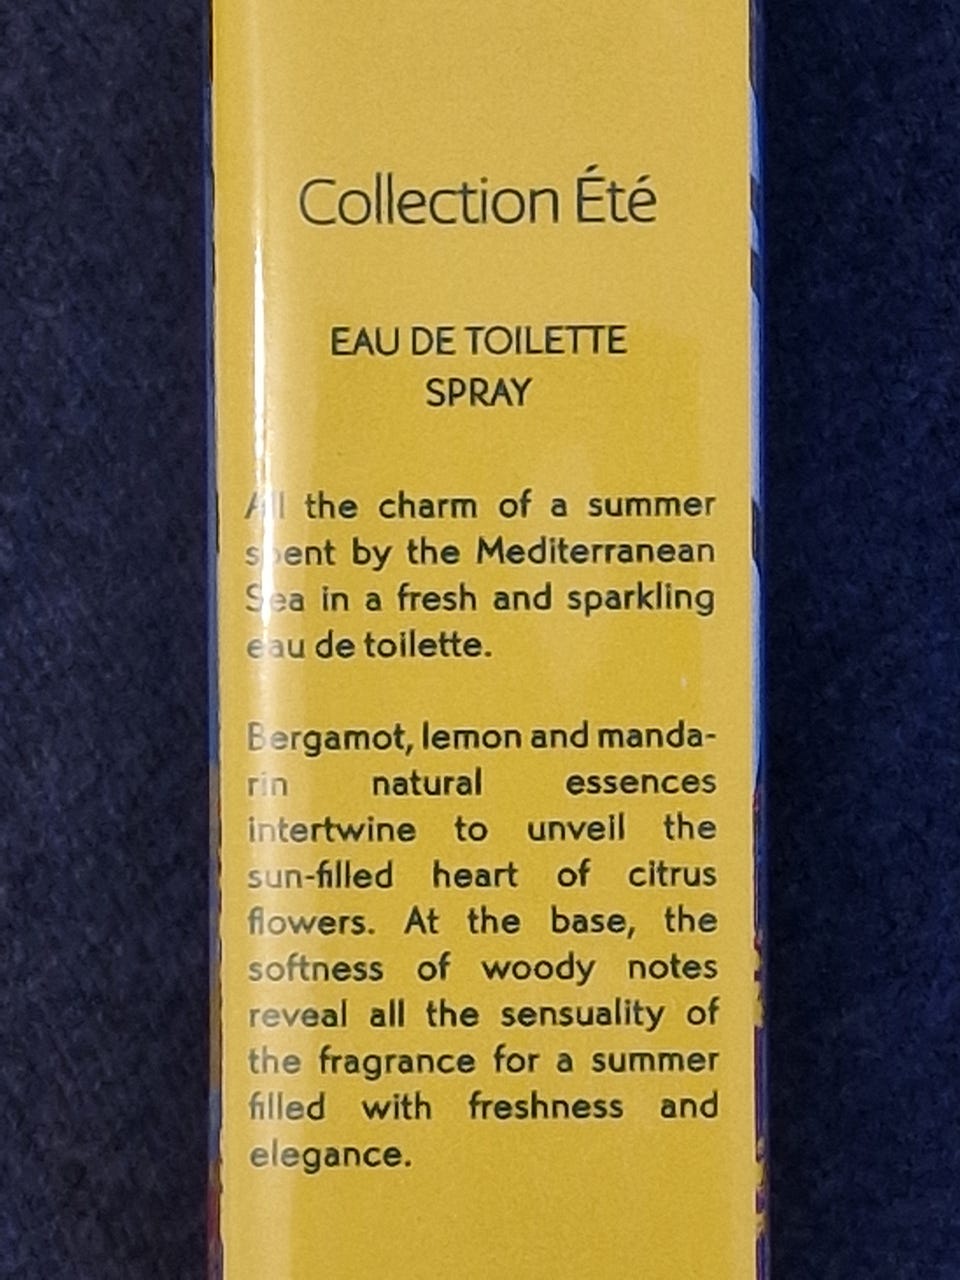 Collection Été
EAU DE TOILETTE
SPRAY
All the charm of a summer
spent by the Mediterranean
Sea in a fresh and sparkling
eau de toilette.
Bergamot, lemon and manda-
rin natural essences
intertwine to unveil the
sun-filled heart of citrus
flowers. At the base, the
softness of woody notes
reveal all the sensuality of
the fragrance for a summer
filled with freshness and
elegance.